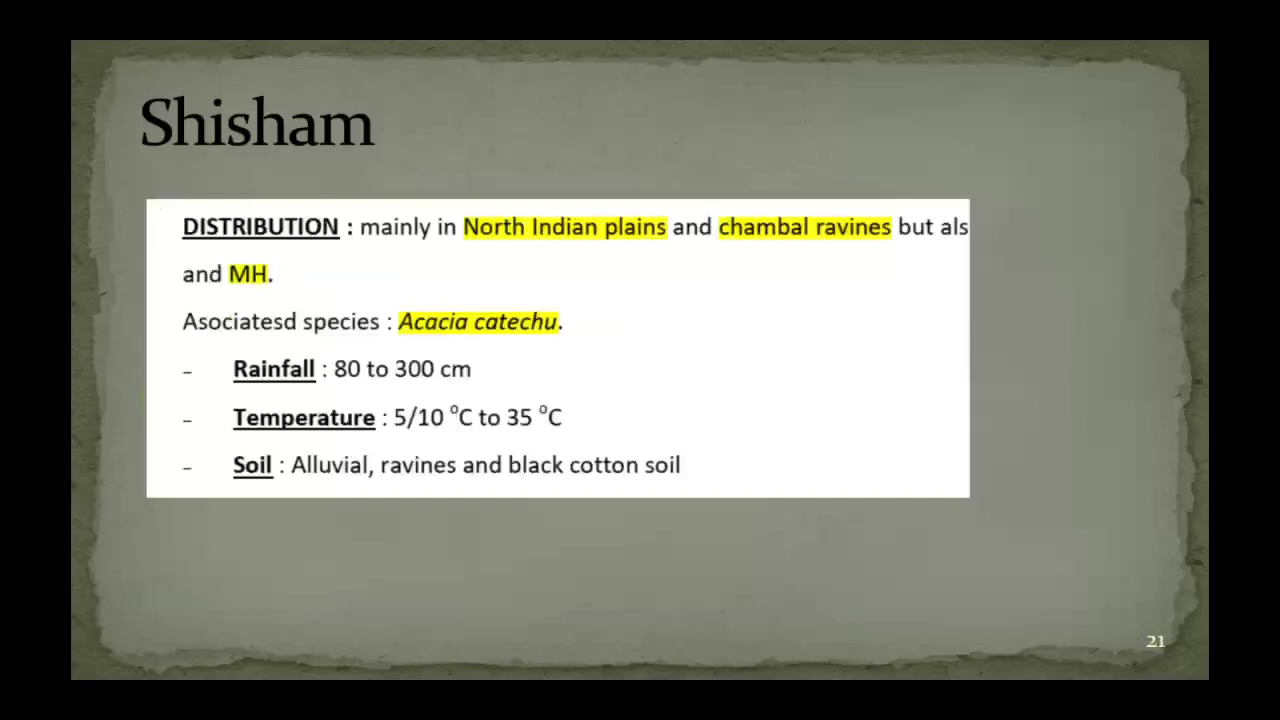 Shisham
DISTRIBUTION : mainly in North Indian plains and chambal ravines but als
and MH.
Asociatesd species : Acacia catechu.
- Rainfall : 80 to 300 cm
- Temperature : 5/10 °C to 35 °C
- Soil : Alluvial, ravines and black cotton soil
21